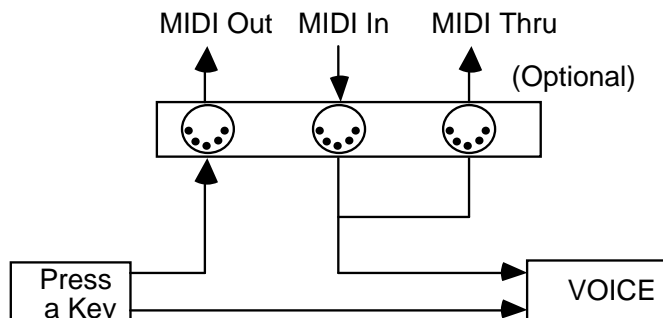 MIDI Out MIDI In MIDI Thru
(Optional)
Press
a Key
VOICE